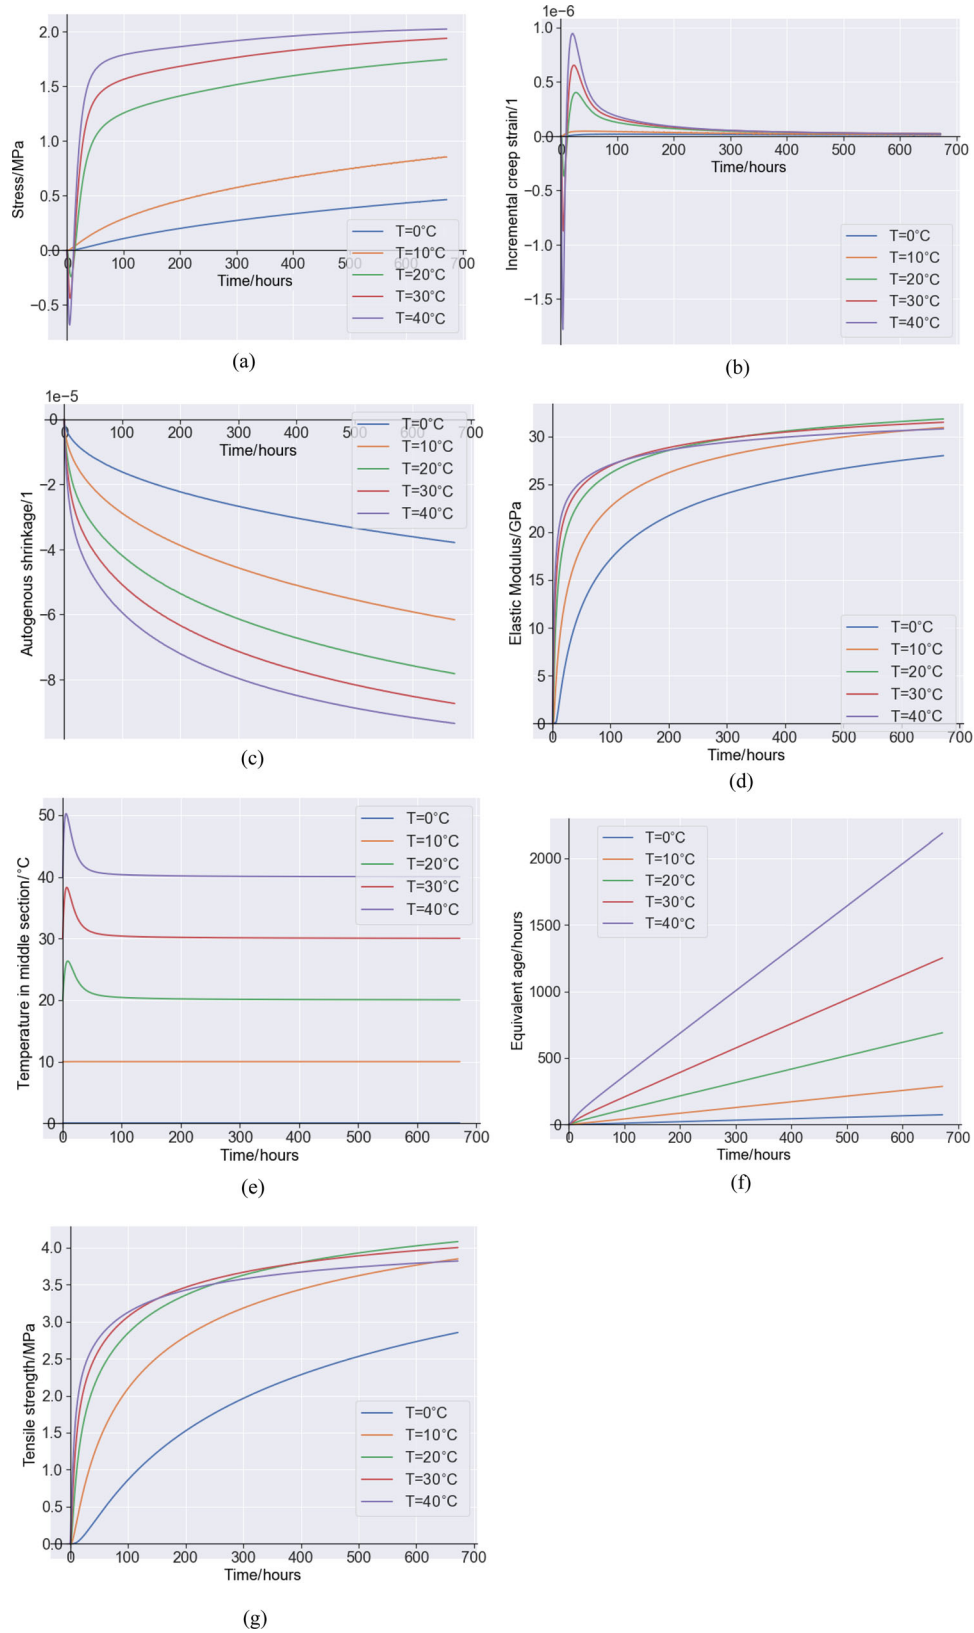 2.0
1.5
1.0
0.5
0
−0.5
Stress/MPa
0 100 200 300 400 500 600 700
Time/hours
T=0°C
T=10°C
T=20°C
T=30°C
T=40°C
(a)
1e−6
1.0
0.5
0.0
−0.5
−1.0
−1.5
Incremental creep strain/1
0 100 200 300 400 500 600 700
Time/hours
T=0°C
T=10°C
T=20°C
T=30°C
T=40°C
(b)
1e−5
0
−2
−4
−6
−8
Autogenous shrinkage/1
0 100 200 300 400 500 600 700
Time/hours
T=0°C
T=10°C
T=20°C
T=30°C
T=40°C
(c)
30
25
20
15
10
5
0
Elastic Modulus/GPa
0 100 200 300 400 500 600 700
Time/hours
T=0°C
T=10°C
T=20°C
T=30°C
T=40°C
(d)
50
40
30
20
10
0
Temperature in middle section/°C
0 100 200 300 400 500 600 700
Time/hours
T=0°C
T=10°C
T=20°C
T=30°C
T=40°C
(e)
2000
1500
1000
500
0
Equivalent age/hours
0 100 200 300 400 500 600 700
Time/hours
T=0°C
T=10°C
T=20°C
T=30°C
T=40°C
(f)
4.0
3.5
3.0
2.5
2.0
1.5
1.0
0.5
0.0
Tensile strength/MPa
0 100 200 300 400 500 600 700
Time/hours
T=0°C
T=10°C
T=20°C
T=30°C
T=40°C
(g)